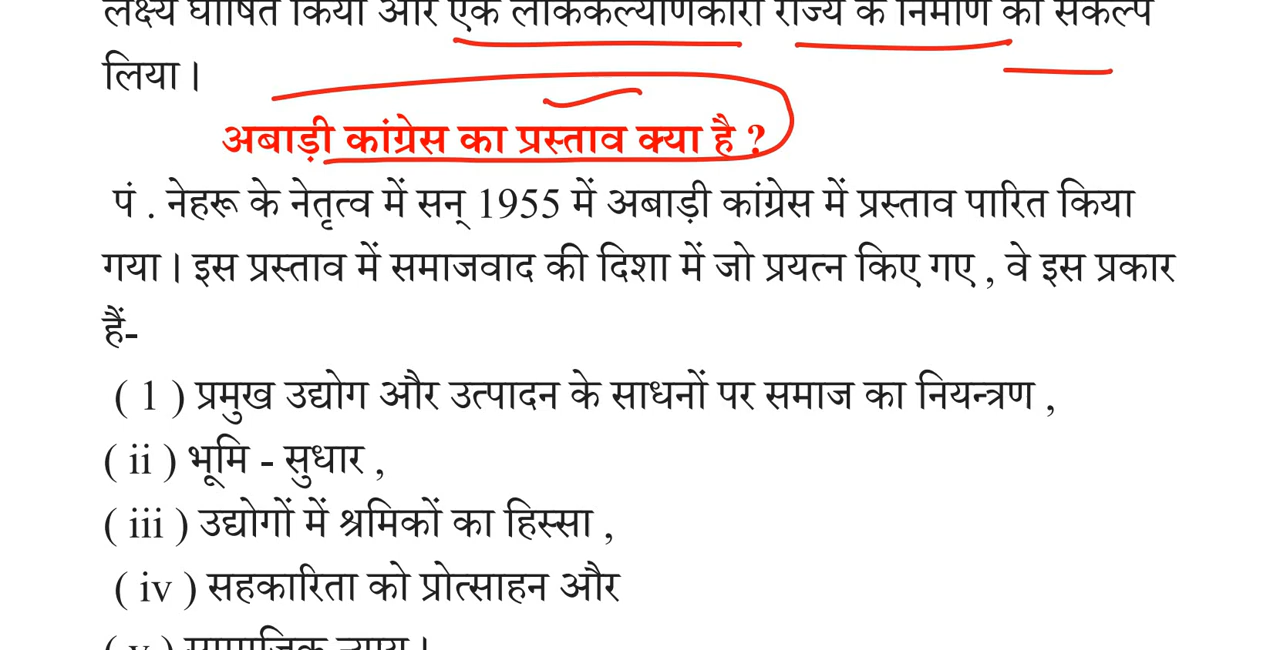 लक्ष्य घोषित किया और एक लोककल्याणकारी राज्य के निर्माण का संकल्प
लिया।
अबाड़ी कांग्रेस का प्रस्ताव क्या है ?
पं . नेहरू के नेतृत्व में सन् 1955 में अबाड़ी कांग्रेस में प्रस्ताव पारित किया
गया। इस प्रस्ताव में समाजवाद की दिशा में जो प्रयत्न किए गए , वे इस प्रकार
हैं-
( 1 ) प्रमुख उद्योग और उत्पादन के साधनों पर समाज का नियन्त्रण ,
( ii ) भूमि - सुधार ,
( iii ) उद्योगों में श्रमिकों का हिस्सा ,
( iv ) सहकारिता को प्रोत्साहन और
( v ) सामाजिक न्याय।